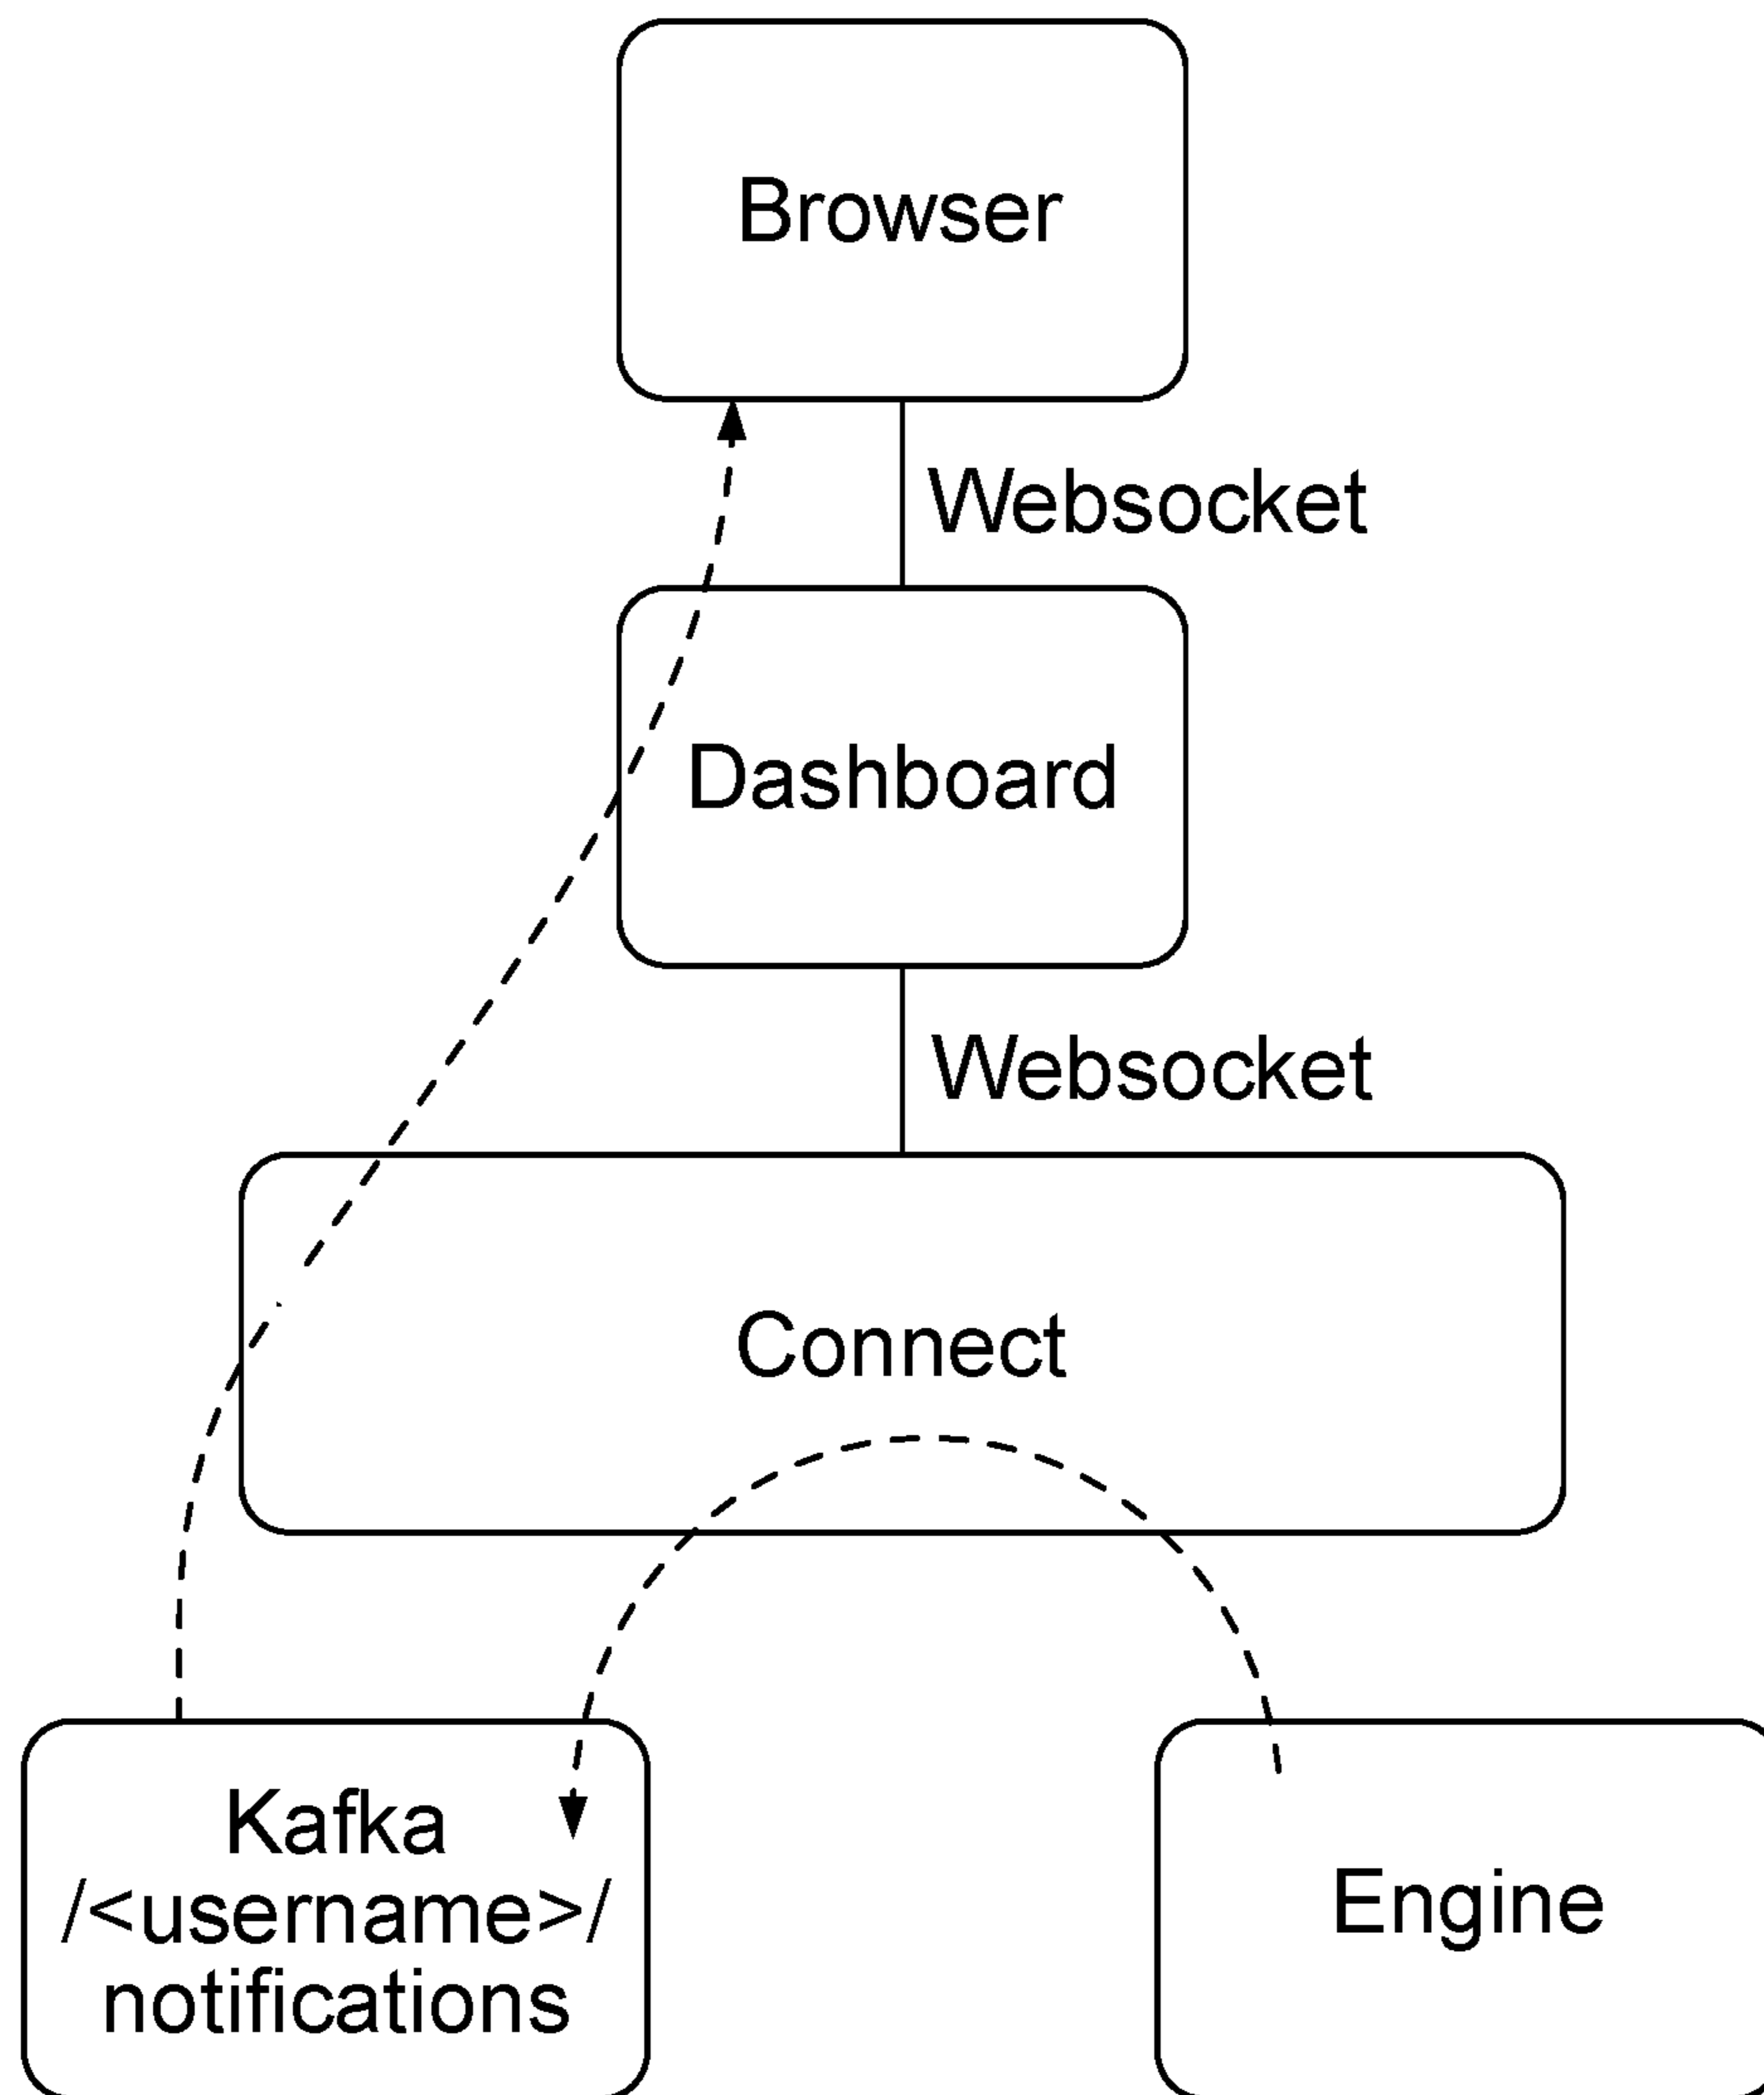 Browser
Websocket
Dashboard
Websocket
Connect
Kafka
/<username>/
notifications
Engine